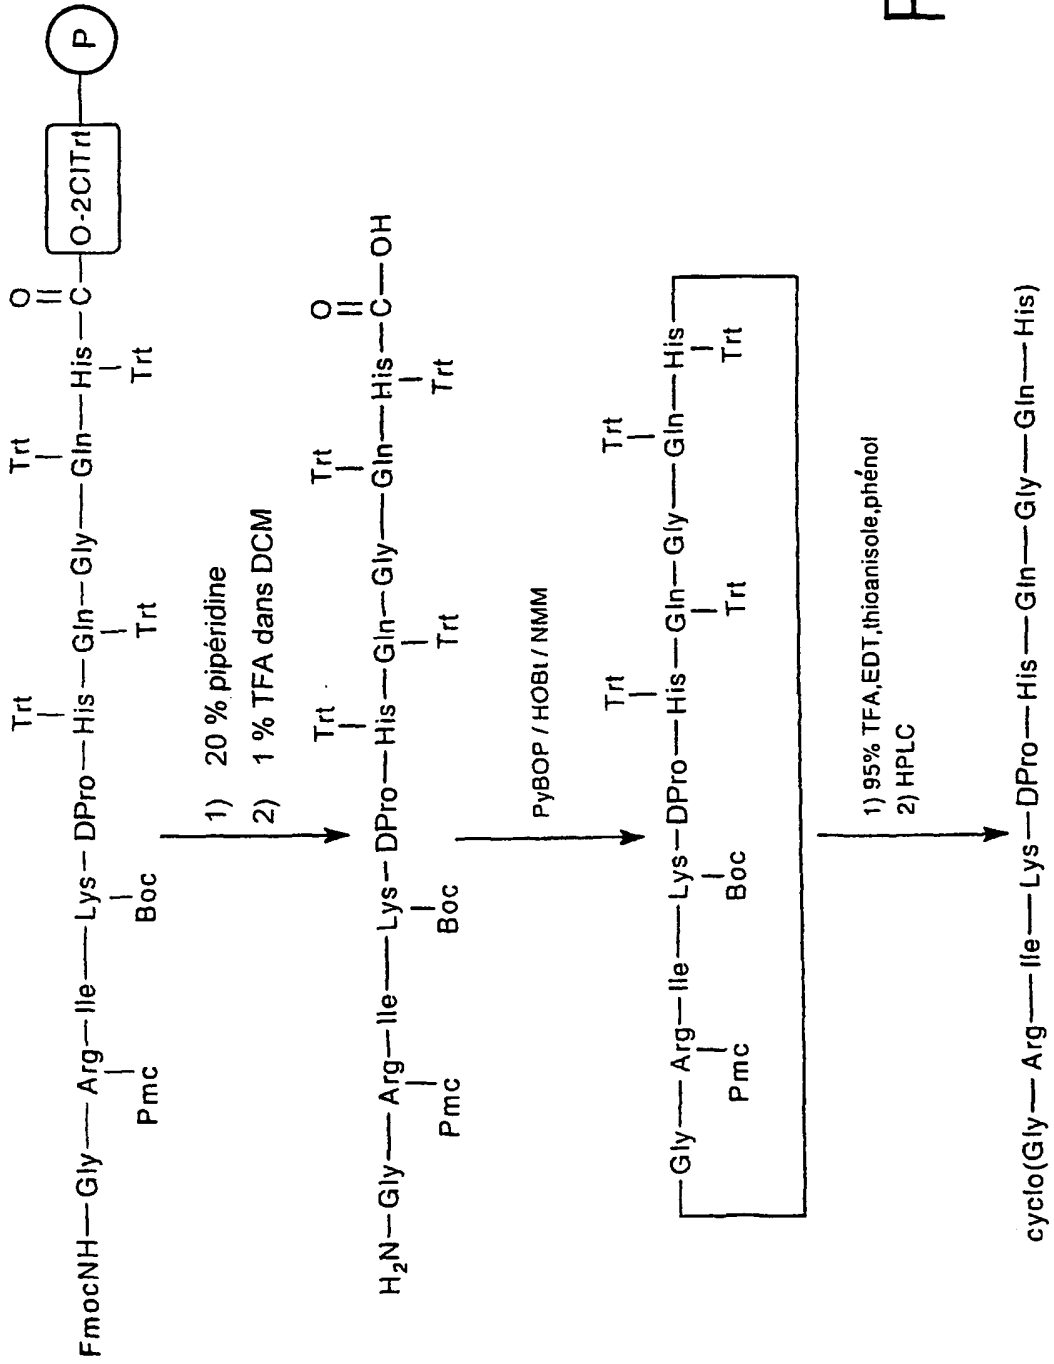 FmocNH—Gly—Arg—Ile—Lys—DPro—His—Gln—Gly—Gln—His—C—O-2ClTrt—P
Pmc
Boc
Trt
Trt
Trt
Trt
O
1) 20 % pipéridine
2) 1 % TFA dans DCM
H₂N—Gly—Arg—Ile—Lys—DPro—His—Gln—Gly—Gln—His—C—OH
Pmc
Boc
Trt
Trt
Trt
Trt
O
PyBOP / HOBt / NMM
Gly—Arg—Ile—Lys—DPro—His—Gln—Gly—Gln—His
Pmc
Boc
Trt
Trt
Trt
Trt
1) 95% TFA,EDT,thioanisole,phénol
2) HPLC
cyclo(Gly—Arg—Ile—Lys—DPro—His—Gln—Gly—Gln—His)